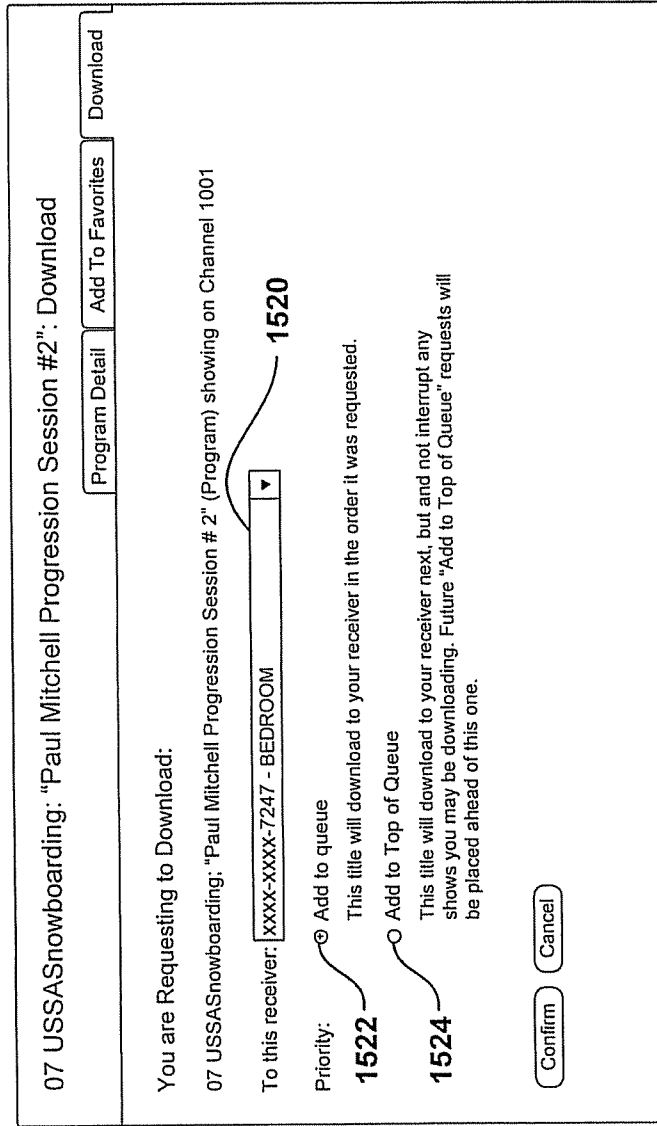 07 USSASnowboarding: “Paul Mitchell Progression Session #2”: Download
Program Detail
Add To Favorites
Download
You are Requesting to Download:
07 USSASnowboarding: "Paul Mitchell Progression Session # 2" (Program) showing on Channel 1001
To this receiver: xxxx-xxxx-7247 - BEDROOM
1520
Priority:
Add to queue
1522
This title will download to your receiver in the order it was requested.
Add to Top of Queue
1524
This title will download to your receiver next, but and not interrupt any
shows you may be downloading. Future “Add to Top of Queue” requests will
be placed ahead of this one.
Confirm
Cancel